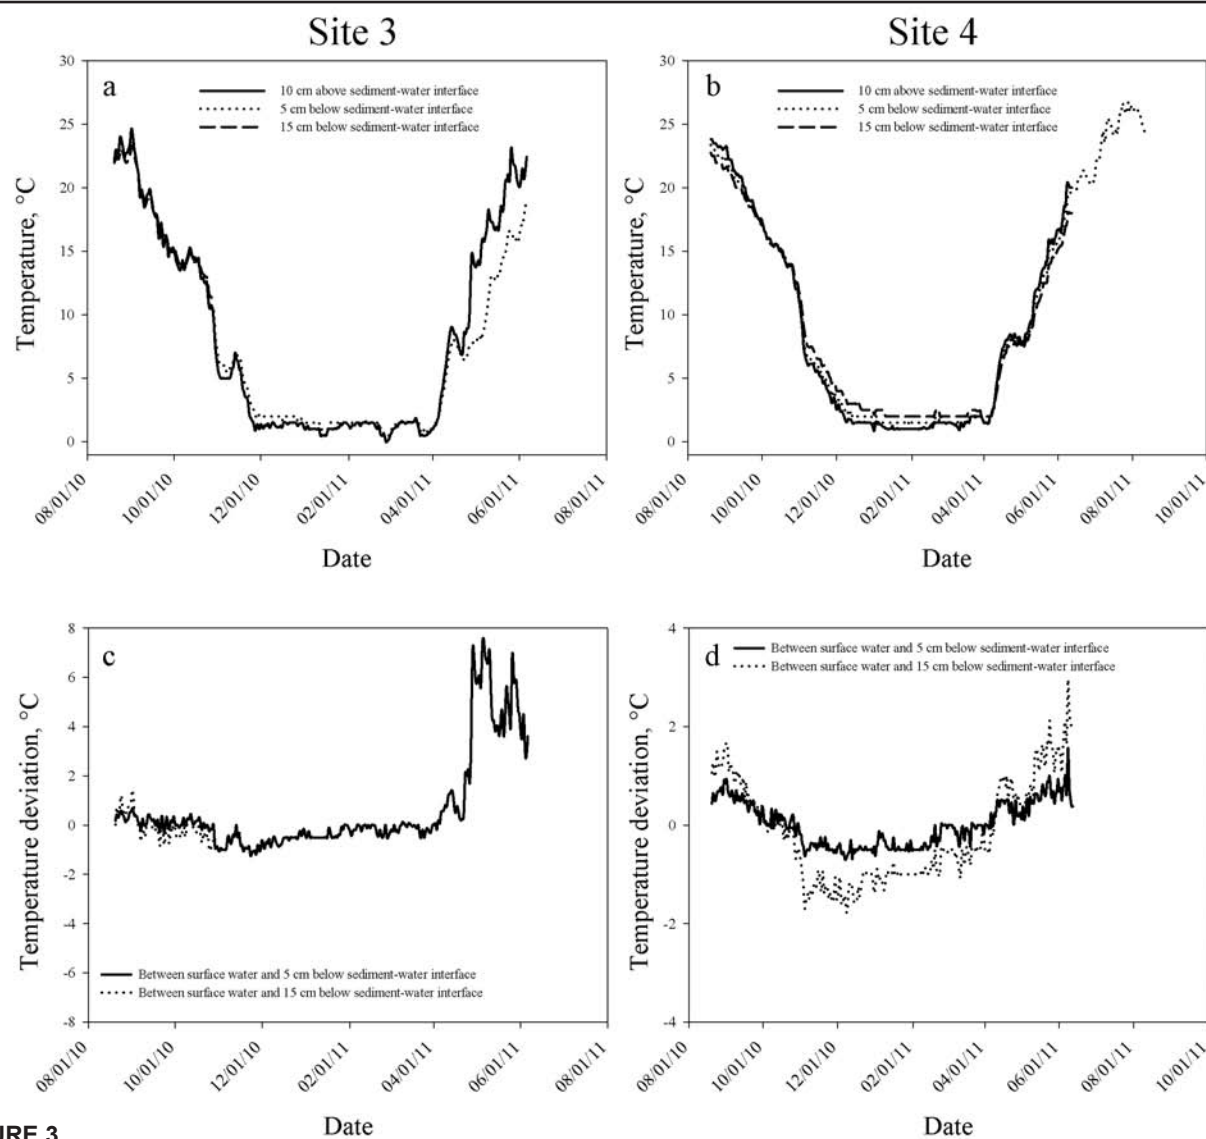 Site 3
Site 4
a
10 cm above sediment-water interface
5 cm below sediment-water interface
15 cm below sediment-water interface
30
25
20
15
10
5
0
Temperature, °C
08/01/10
10/01/10
12/01/10
02/01/11
04/01/11
06/01/11
08/01/11
Date
b
10 cm above sediment-water interface
5 cm below sediment-water interface
15 cm below sediment-water interface
30
25
20
15
10
5
0
Temperature, °C
08/01/10
10/01/10
12/01/10
02/01/11
04/01/11
06/01/11
08/01/11
10/01/11
Date
c
8
6
4
2
0
-2
-4
-6
-8
Temperature deviation, °C
Between surface water and 5 cm below sediment-water interface
Between surface water and 15 cm below sediment-water interface
08/01/10
10/01/10
12/01/10
02/01/11
04/01/11
06/01/11
08/01/11
Date
d
Between surface water and 5 cm below sediment-water interface
Between surface water and 15 cm below sediment-water interface
4
2
0
-2
-4
Temperature deviation, °C
08/01/10
10/01/10
12/01/10
02/01/11
04/01/11
06/01/11
08/01/11
10/01/11
Date